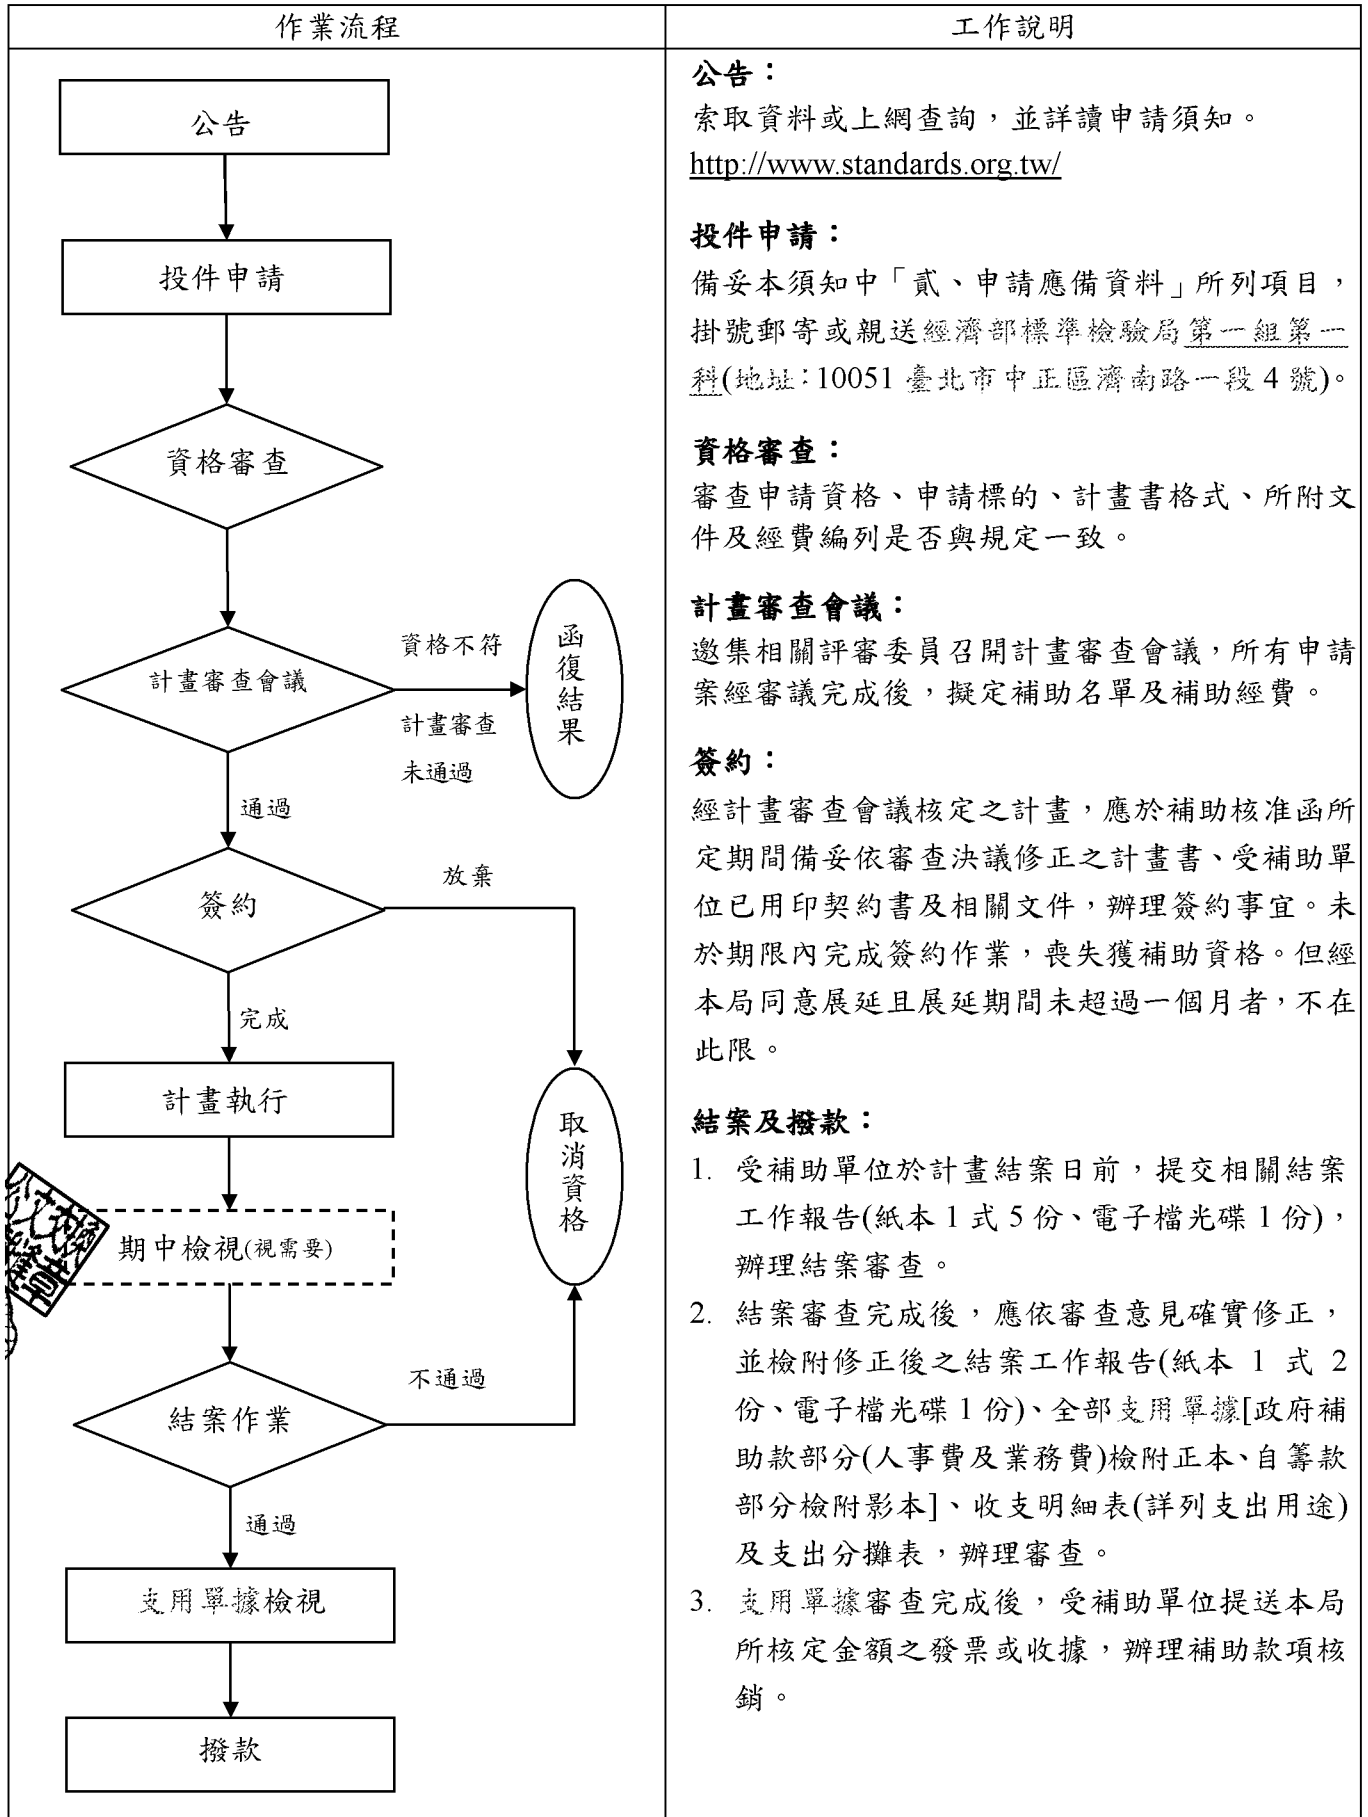 作業流程
工作說明
公告
投件申請
資格審查
計畫審查會議
資格不符
計畫審查
未通過
函復結果
通過
簽約
放棄
完成
計畫執行
取消資格
期中檢視(視需要)
結案作業
不通過
通過
支用單據檢視
撥款
公告：
索取資料或上網查詢，並詳讀申請須知。
http://www.standards.org.tw/
投件申請：
備妥本須知中「貳、申請應備資料」所列項目，
掛號郵寄或親送經濟部標準檢驗局第一組第一
科(地址：10051 臺北市中正區濟南路一段 4 號)。
資格審查：
審查申請資格、申請標的、計畫書格式、所附文
件及經費編列是否與規定一致。
計畫審查會議：
邀集相關評審委員召開計畫審查會議，所有申請
案經審議完成後，擬定補助名單及補助經費。
簽約：
經計畫審查會議核定之計畫，應於補助核准函所
定期間備妥依審查決議修正之計畫書、受補助單
位已用印契約書及相關文件，辦理簽約事宜。未
於期限內完成簽約作業，喪失獲補助資格。但經
本局同意展延且展延期間未超過一個月者，不在
此限。
結案及撥款：
1. 受補助單位於計畫結案日前，提交相關結案
工作報告(紙本 1 式 5 份、電子檔光碟 1 份)，
辦理結案審查。
2. 結案審查完成後，應依審查意見確實修正，
並檢附修正後之結案工作報告(紙本 1 式 2
份、電子檔光碟 1 份)、全部支用單據[政府補
助款部分(人事費及業務費)檢附正本、自籌款
部分檢附影本]、收支明細表(詳列支出用途)
及支出分攤表，辦理審查。
3. 支用單據審查完成後，受補助單位提送本局
所核定金額之發票或收據，辦理補助款項核
銷。